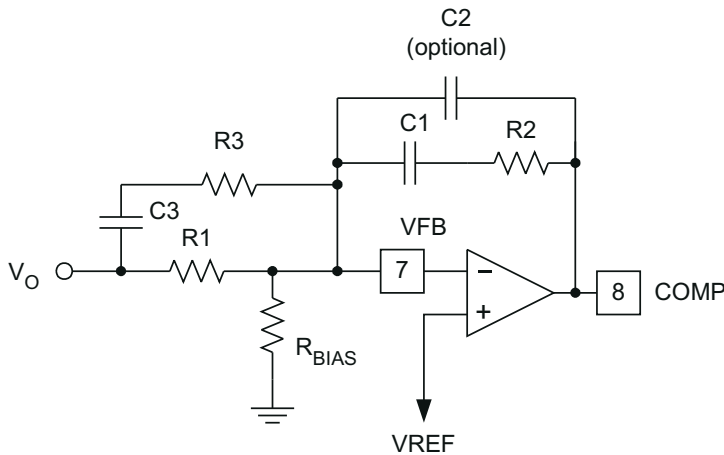 C2
(optional)
C1
R2
R3
C3
R1
VFB
V_O
7
−
+
8
COMP
R_BIAS
VREF